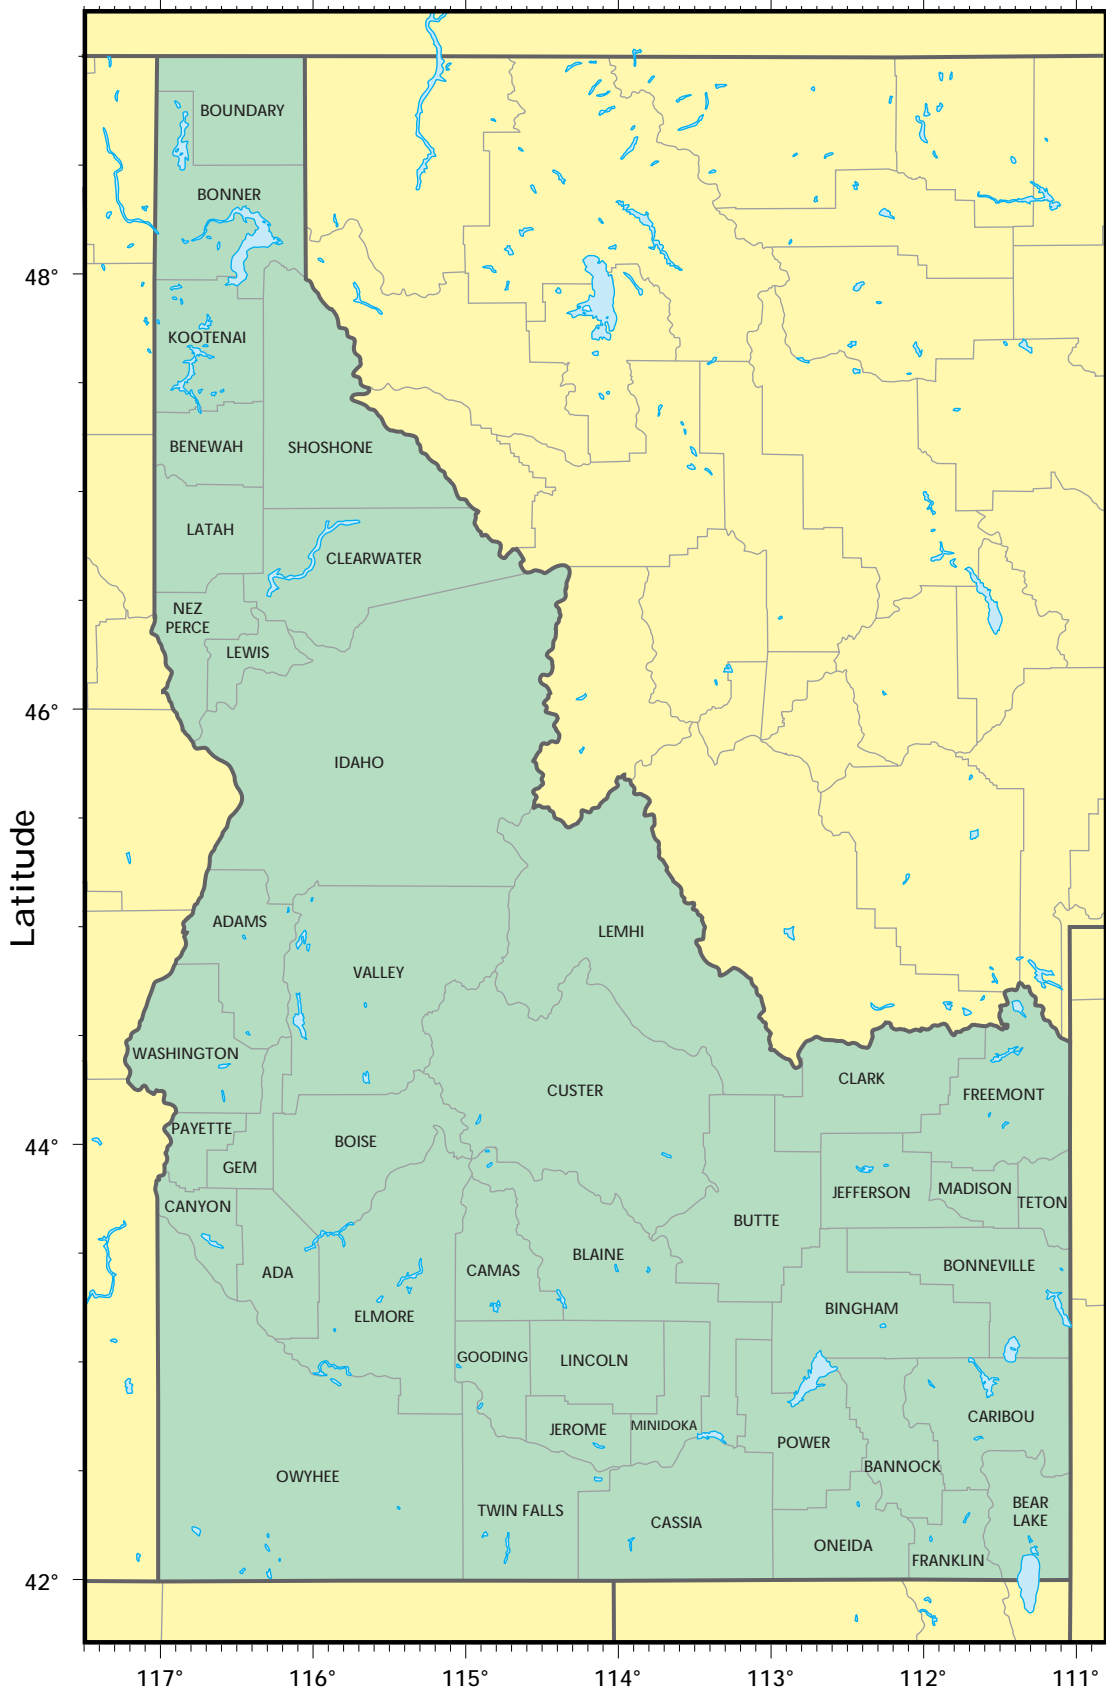 BOUNDARY
BONNER
48°
KOOTENAI
BENEWAH
SHOSHONE
LATAH
CLEARWATER
NEZ
PERCE
LEWIS
46°
IDAHO
Latitude
ADAMS
LEMHI
VALLEY
WASHINGTON
CUSTER
CLARK
FREEMONT
PAYETTE
44°
BOISE
GEM
JEFFERSON
MADISON
TETON
CANYON
BUTTE
ADA
CAMAS
BLAINE
BONNEVILLE
ELMORE
BINGHAM
GOODING
LINCOLN
JEROME
MINIDOKA
CARIBOU
POWER
BANNOCK
OWYHEE
TWIN FALLS
CASSIA
BEAR
LAKE
ONEIDA
FRANKLIN
42°
117° 116° 115° 114° 113° 112° 111°